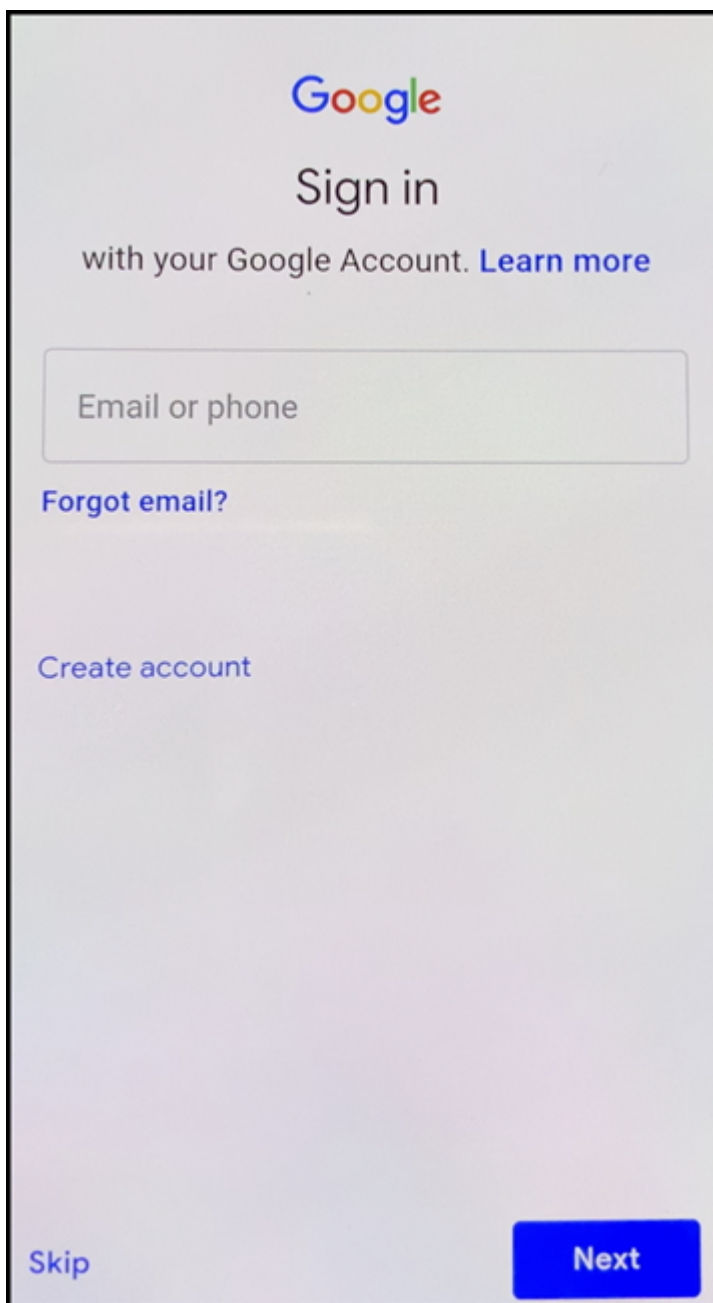 Google
Sign in
with your Google Account. Learn more
Email or phone
Forgot email?
Create account
Skip
Next